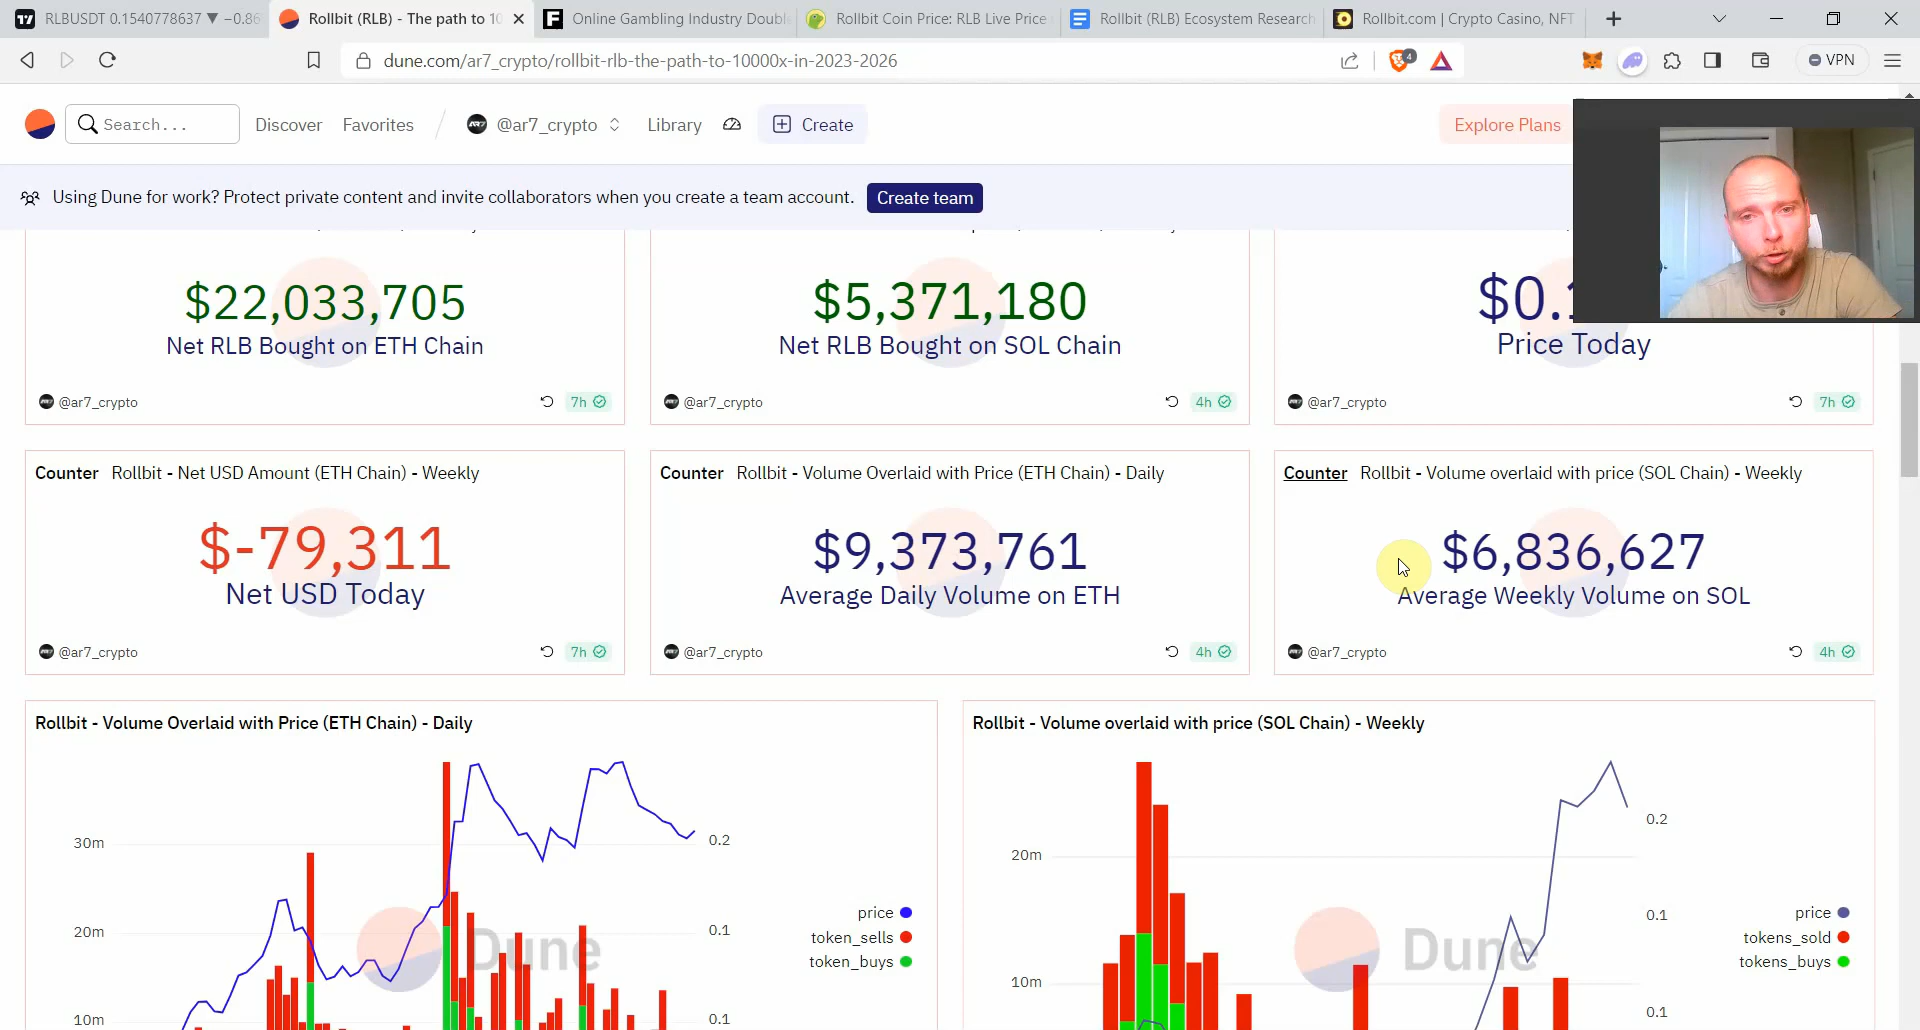 RLBUSDT 0.1540778637 ▼ −0.86
Rollbit (RLB) - The path to 10
Online Gambling Industry Double
Rollbit Coin Price: RLB Live Price
Rollbit (RLB) Ecosystem Research
Rollbit.com | Crypto Casino, NFT
dune.com/ar7_crypto/rollbit-rlb-the-path-to-10000x-in-2023-2026
4
VPN
Search...
Discover
Favorites
@ar7_crypto
Library
Create
Explore Plans
Using Dune for work? Protect private content and invite collaborators when you create a team account.
Create team
$22,033,705
Net RLB Bought on ETH Chain
@ar7_crypto
7h
$5,371,180
Net RLB Bought on SOL Chain
@ar7_crypto
4h
$0.
Price Today
@ar7_crypto
7h
Counter Rollbit - Net USD Amount (ETH Chain) - Weekly
$-79,311
Net USD Today
@ar7_crypto
7h
Counter Rollbit - Volume Overlaid with Price (ETH Chain) - Daily
$9,373,761
Average Daily Volume on ETH
@ar7_crypto
4h
Counter Rollbit - Volume overlaid with price (SOL Chain) - Weekly
$6,836,627
Average Weekly Volume on SOL
@ar7_crypto
4h
Rollbit - Volume Overlaid with Price (ETH Chain) - Daily
30m
20m
10m
0.2
0.1
0.1
price
token_sells
token_buys
Dune
Rollbit - Volume overlaid with price (SOL Chain) - Weekly
20m
10m
0.2
0.1
0.1
price
tokens_sold
tokens_buys
Dune